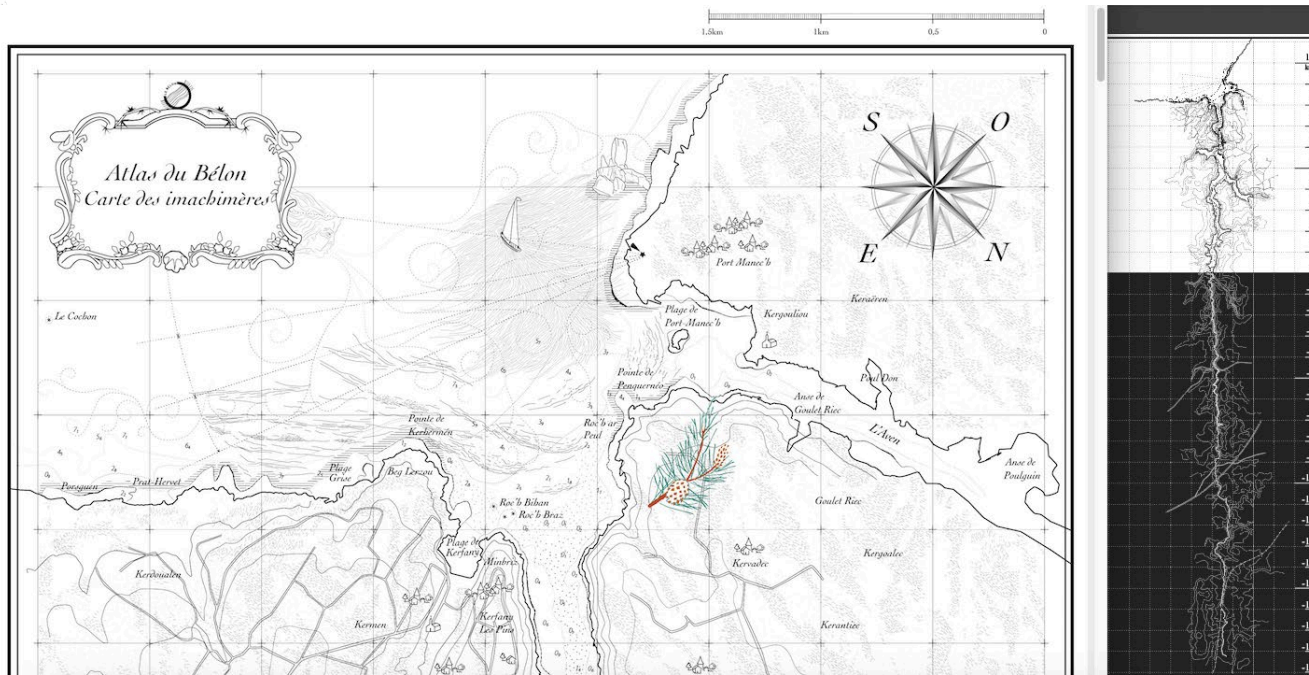 1.5km
1km
0,5
0
Atlas du Bélon
Carte des imachimères
S
O
E
N
Port Manec'h
Le Cochon
Plage de
Port-Manec'h
Kergouliou
Keraëren
Pointe de
Penquernéo
Poul Don
Anse de
Goulet Riec
L'Aven
Roc'h ar
Peul
Pointe de
Kerhermen
Anse de
Poulguin
Porsguen
Prat-Hervet
Plage
Grise
Beg Lerzou
Roc'h Bihan
Roc'h Braz
Goulet Riec
Plage de
Kerfany
Minbriz
Kervadec
Kergoalec
Kerdoualen
Kermen
Kerfany
Les Pins
Kerantiec